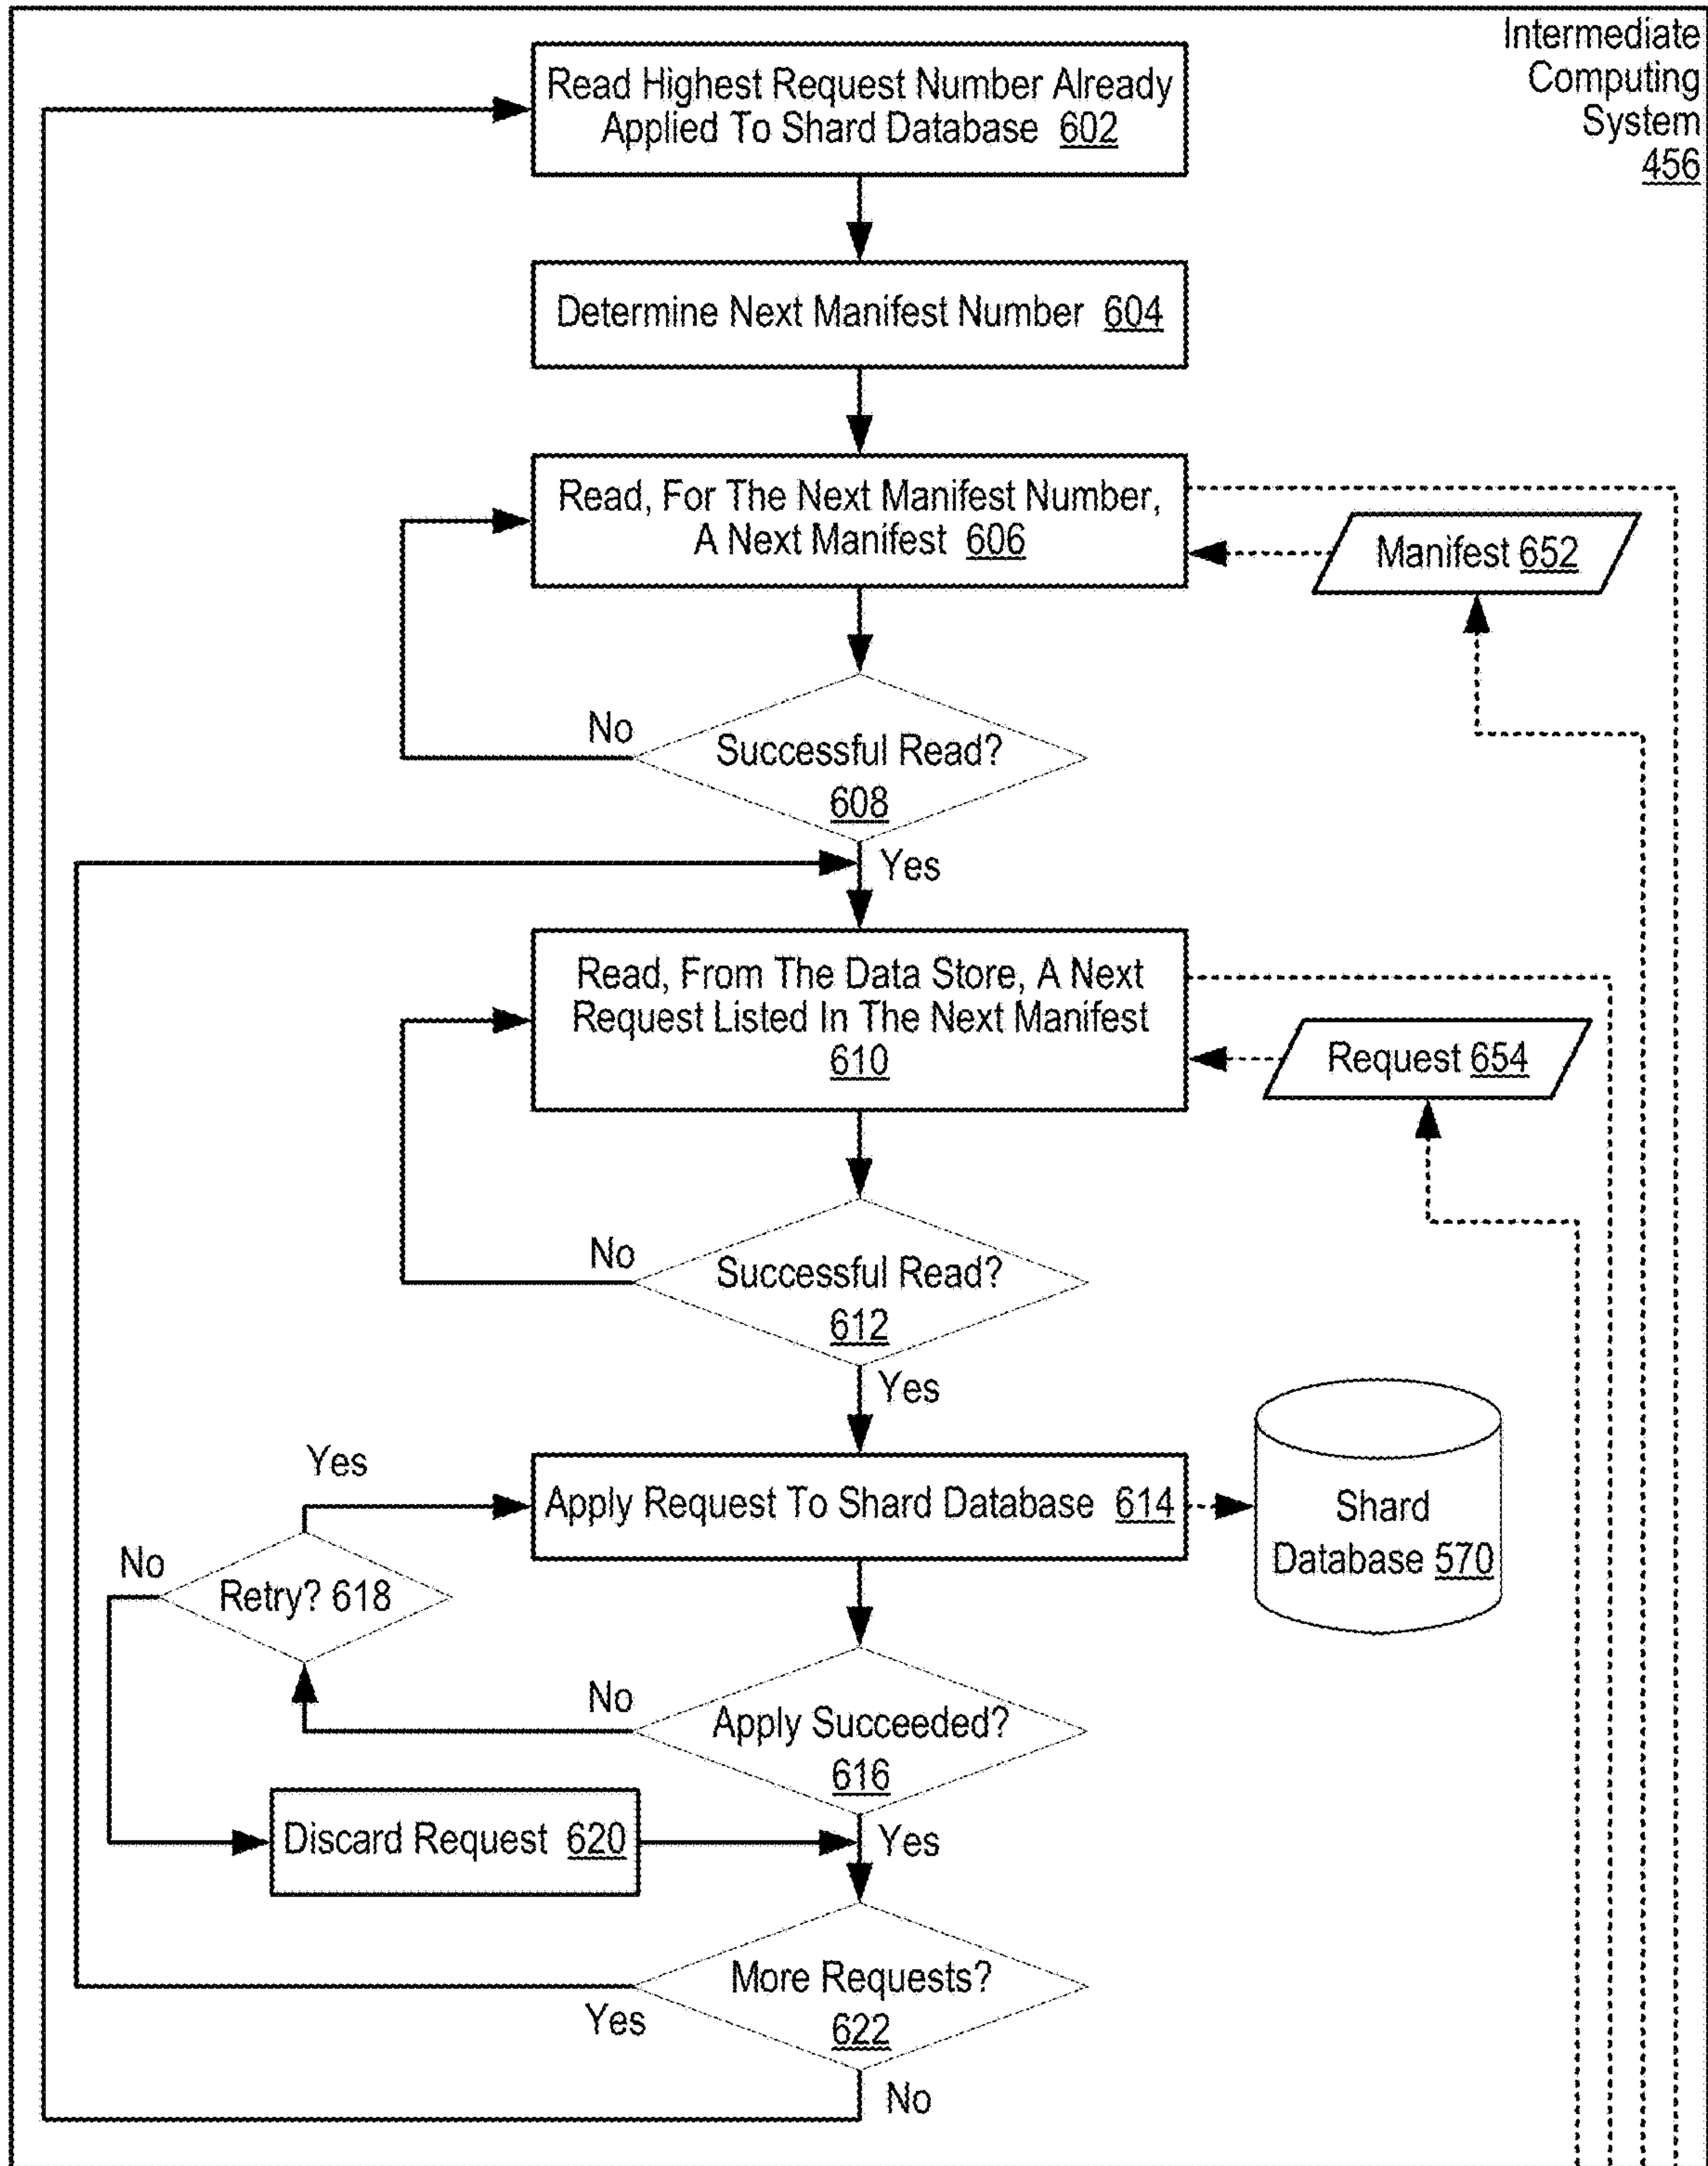 Intermediate
Computing
System
456
Read Highest Request Number Already
Applied To Shard Database 602
Determine Next Manifest Number 604
Read, For The Next Manifest Number,
A Next Manifest 606
Manifest 652
No
Successful Read?
608
Yes
Read, From The Data Store, A Next
Request Listed In The Next Manifest
610
Request 654
No
Successful Read?
612
Yes
Yes
Apply Request To Shard Database 614
Shard
Database 570
No
Retry? 618
No
Apply Succeeded?
616
Discard Request 620
Yes
More Requests?
622
Yes
No